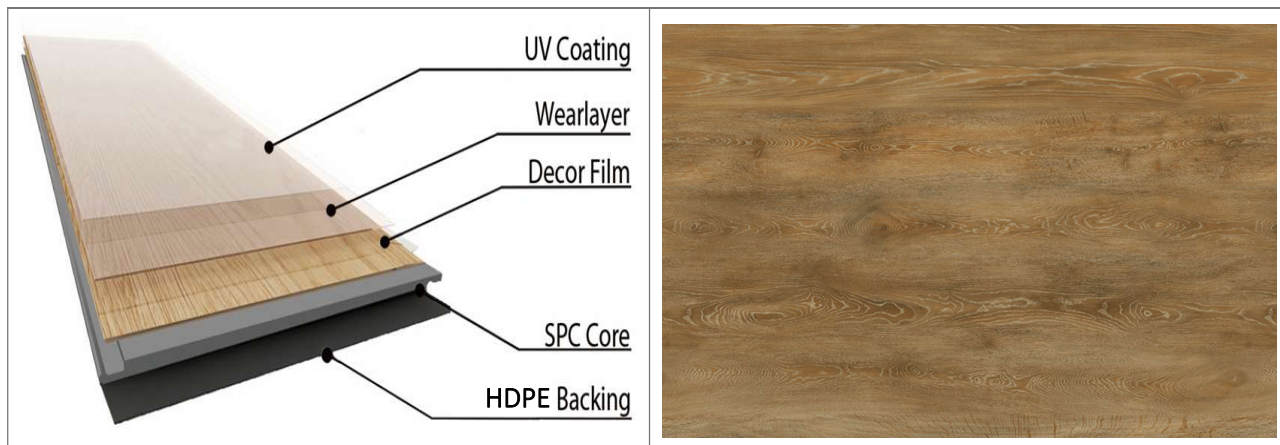 UV Coating
Wearlayer
Decor Film
SPC Core
HDPE Backing